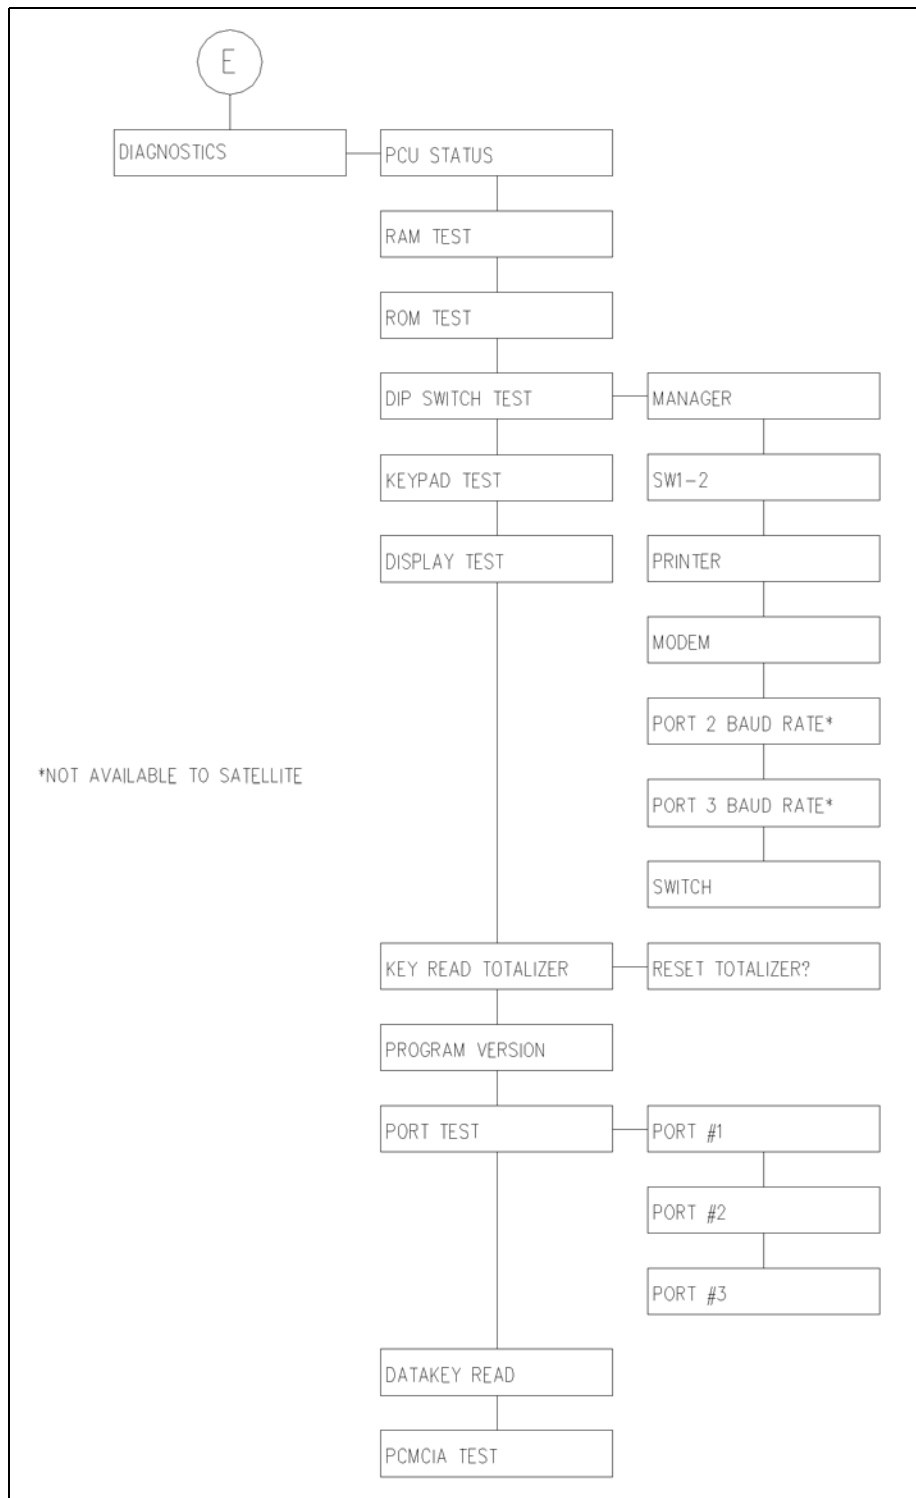 E
DIAGNOSTICS
PCU STATUS
RAM TEST
ROM TEST
DIP SWITCH TEST
MANAGER
SW1-2
PRINTER
MODEM
PORT 2 BAUD RATE*
PORT 3 BAUD RATE*
SWITCH
KEYPAD TEST
DISPLAY TEST
*NOT AVAILABLE TO SATELLITE
KEY READ TOTALIZER
RESET TOTALIZER?
PROGRAM VERSION
PORT TEST
PORT #1
PORT #2
PORT #3
DATAKEY READ
PCMCIA TEST